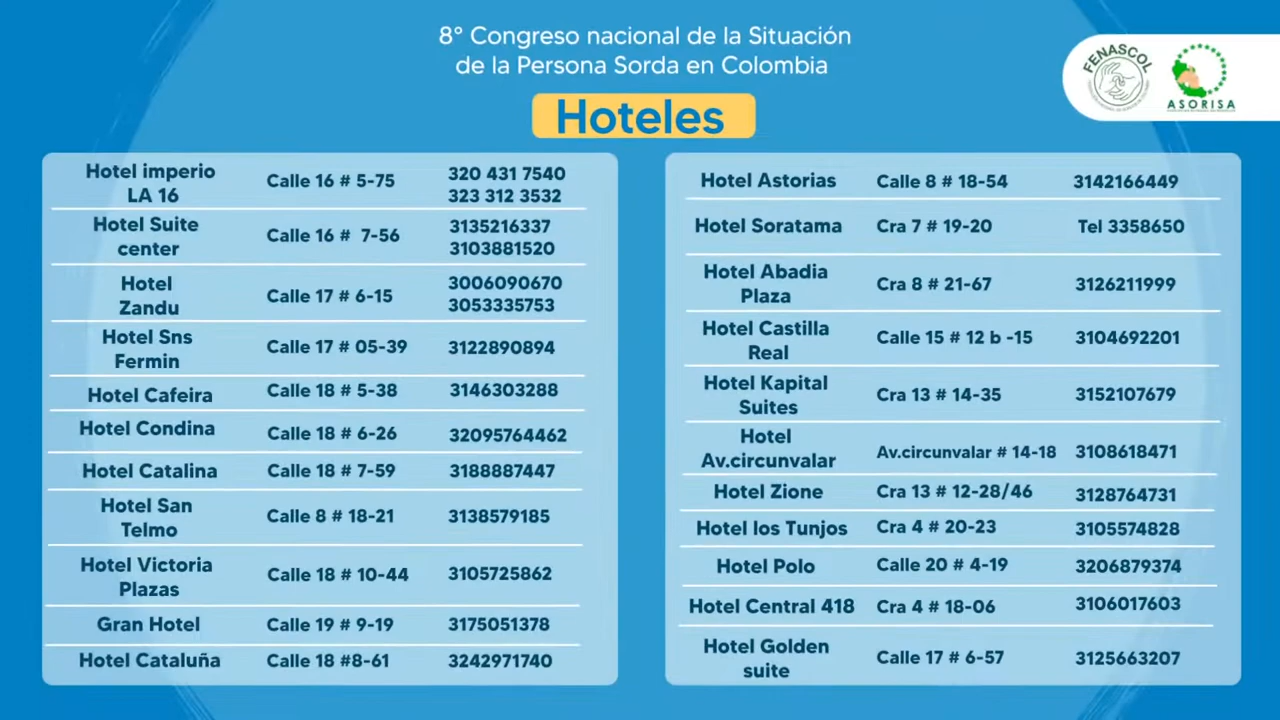 8° Congreso nacional de la Situación
de la Persona Sorda en Colombia
FENASCOL
ASORISA
Hoteles
Hotel imperio
LA 16
Calle 16 # 5-75
320 431 7540
323 312 3532
Hotel Suite
center
Calle 16 # 7-56
3135216337
3103881520
Hotel
Zandu
Calle 17 # 6-15
3006090670
3053335753
Hotel Sns
Fermin
Calle 17 # 05-39
3122890894
Hotel Cafeira
Calle 18 # 5-38
3146303288
Hotel Condina
Calle 18 # 6-26
32095764462
Hotel Catalina
Calle 18 # 7-59
3188887447
Hotel San
Telmo
Calle 8 # 18-21
3138579185
Hotel Victoria
Plazas
Calle 18 # 10-44
3105725862
Gran Hotel
Calle 19 # 9-19
3175051378
Hotel Cataluña
Calle 18 #8-61
3242971740
Hotel Astorias
Calle 8 # 18-54
3142166449
Hotel Soratama
Cra 7 # 19-20
Tel 3358650
Hotel Abadia
Plaza
Cra 8 # 21-67
3126211999
Hotel Castilla
Real
Calle 15 # 12 b -15
3104692201
Hotel Kapital
Suites
Cra 13 # 14-35
3152107679
Hotel
Av.circunvalar
Av.circunvalar # 14-18
3108618471
Hotel Zione
Cra 13 # 12-28/46
3128764731
Hotel los Tunjos
Cra 4 # 20-23
3105574828
Hotel Polo
Calle 20 # 4-19
3206879374
Hotel Central 418
Cra 4 # 18-06
3106017603
Hotel Golden
suite
Calle 17 # 6-57
3125663207